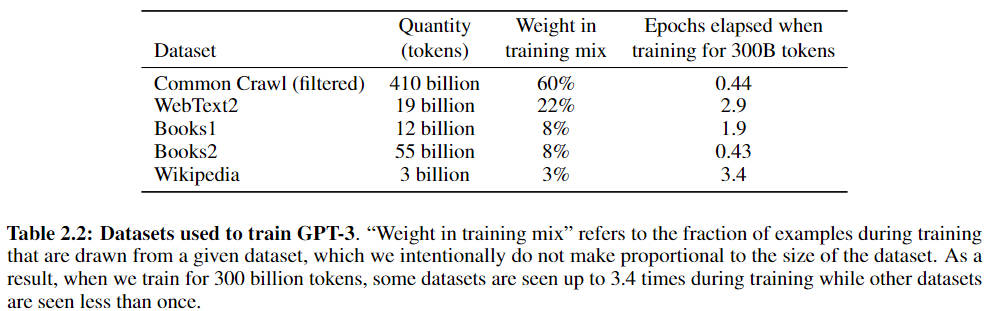 Quantity Weight in Epochs elapsed when
Dataset (tokens) training mix training for 300B tokens
Common Crawl (filtered) 410 billion 60% 0.44
WebText2 19 billion 22% 2.9
Books1 12 billion 8% 1.9
Books2 55 billion 8% 0.43
Wikipedia 3 billion 3% 3.4
Table 2.2: Datasets used to train GPT-3. “Weight in training mix” refers to the fraction of examples during training
that are drawn from a given dataset, which we intentionally do not make proportional to the size of the dataset. As a
result, when we train for 300 billion tokens, some datasets are seen up to 3.4 times during training while other datasets
are seen less than once.